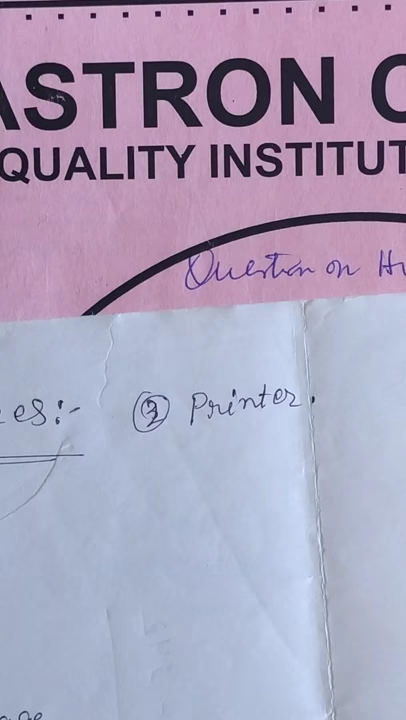 ASTRON C
QUALITY INSTITUT
Question on H
es:- ② Printer.